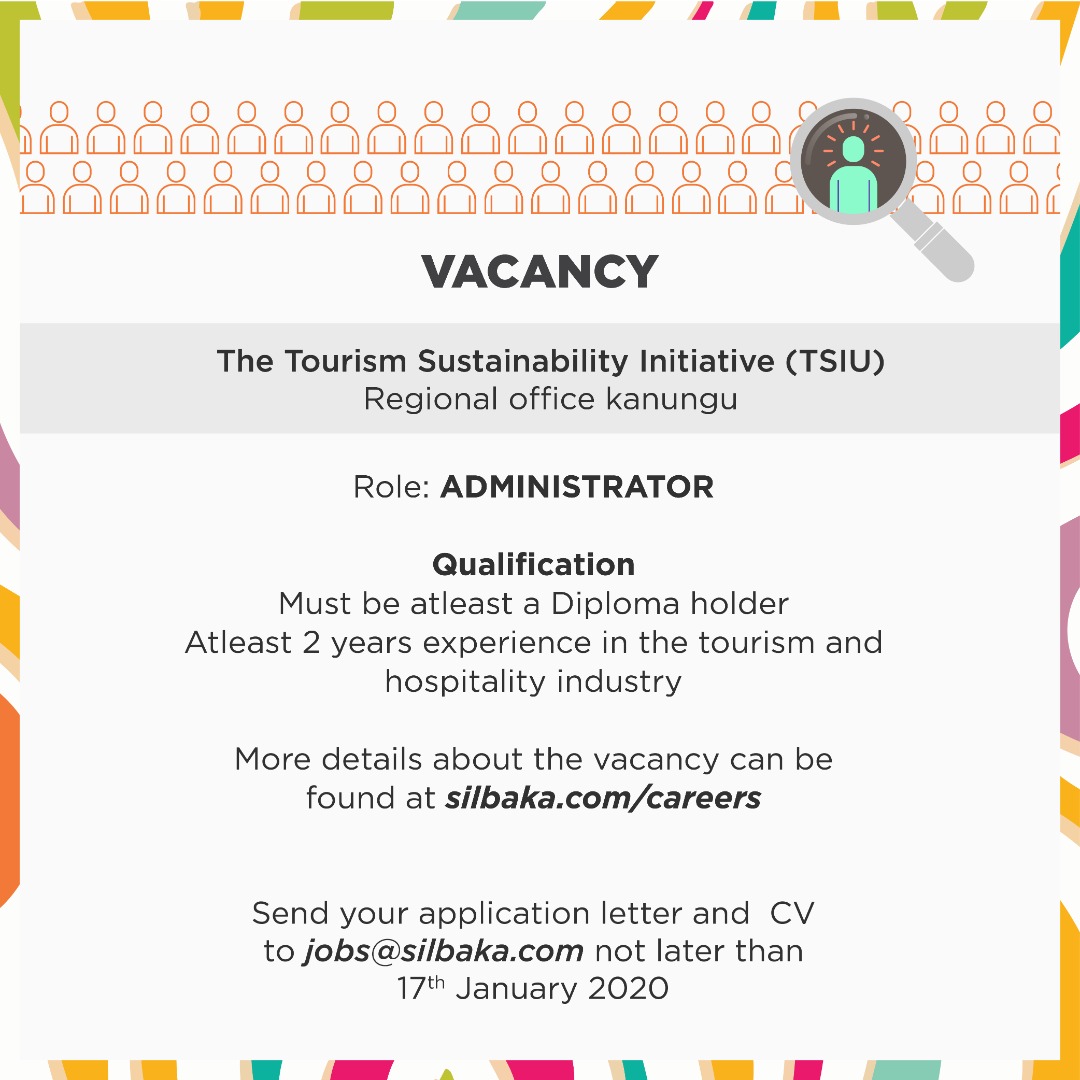 VACANCY
The Tourism Sustainability Initiative (TSIU)
Regional office kanungu
Role: ADMINISTRATOR
Qualification
Must be atleast a Diploma holder
Atleast 2 years experience in the tourism and
hospitality industry
More details about the vacancy can be
found at silbaka.com/careers
Send your application letter and  CV
to jobs@silbaka.com not later than
17th January 2020